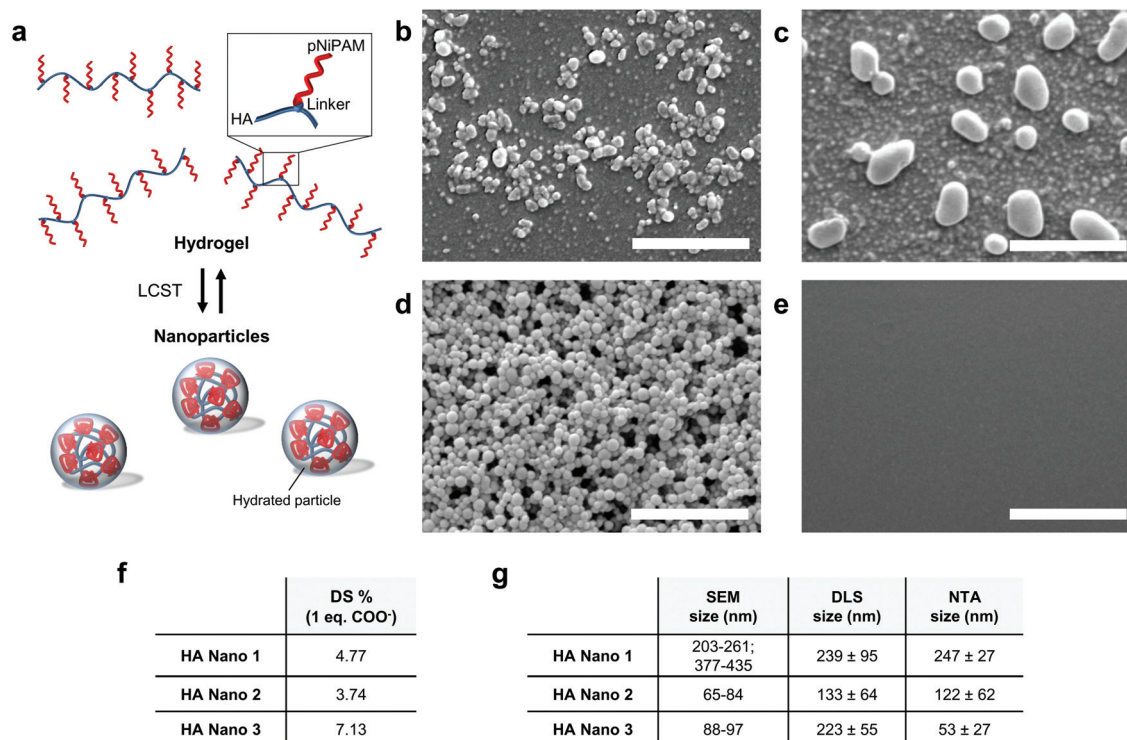 a
pNiPAM
Linker
HA
Hydrogel
LCST
Nanoparticles
Hydrated particle
b
c
d
e
f
DS %
(1 eq. COO⁻)
HA Nano 1 4.77
HA Nano 2 3.74
HA Nano 3 7.13
g
SEM DLS NTA
size (nm) size (nm) size (nm)
HA Nano 1 203-261; 239 ± 95 247 ± 27
377-435
HA Nano 2 65-84 133 ± 64 122 ± 62
HA Nano 3 88-97 223 ± 55 53 ± 27